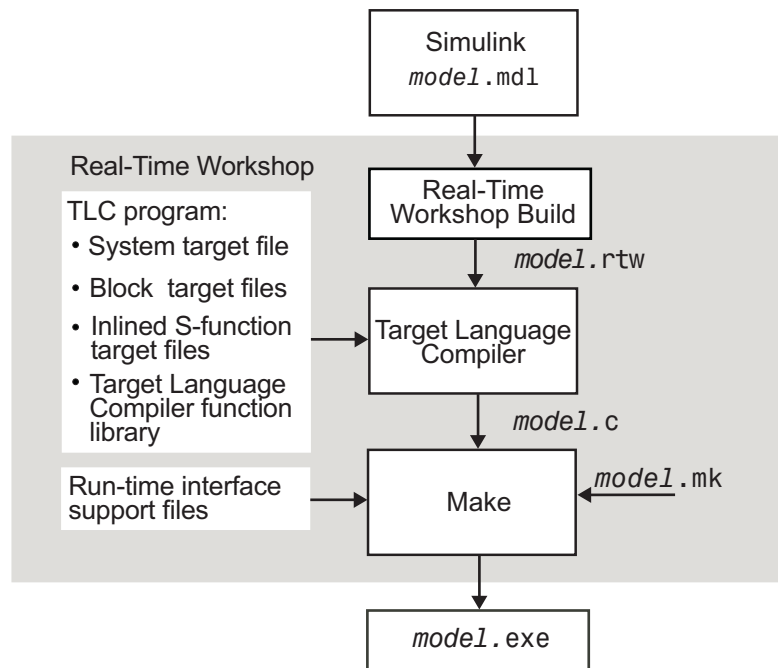 Simulink
model.mdl
Real-Time Workshop
Real-Time
Workshop Build
model.rtw
TLC program:
• System target file
• Block target files
• Inlined S-function
target files
• Target Language
Compiler function
library
Target Language
Compiler
model.c
Run-time interface
support files
Make
model.mk
model.exe